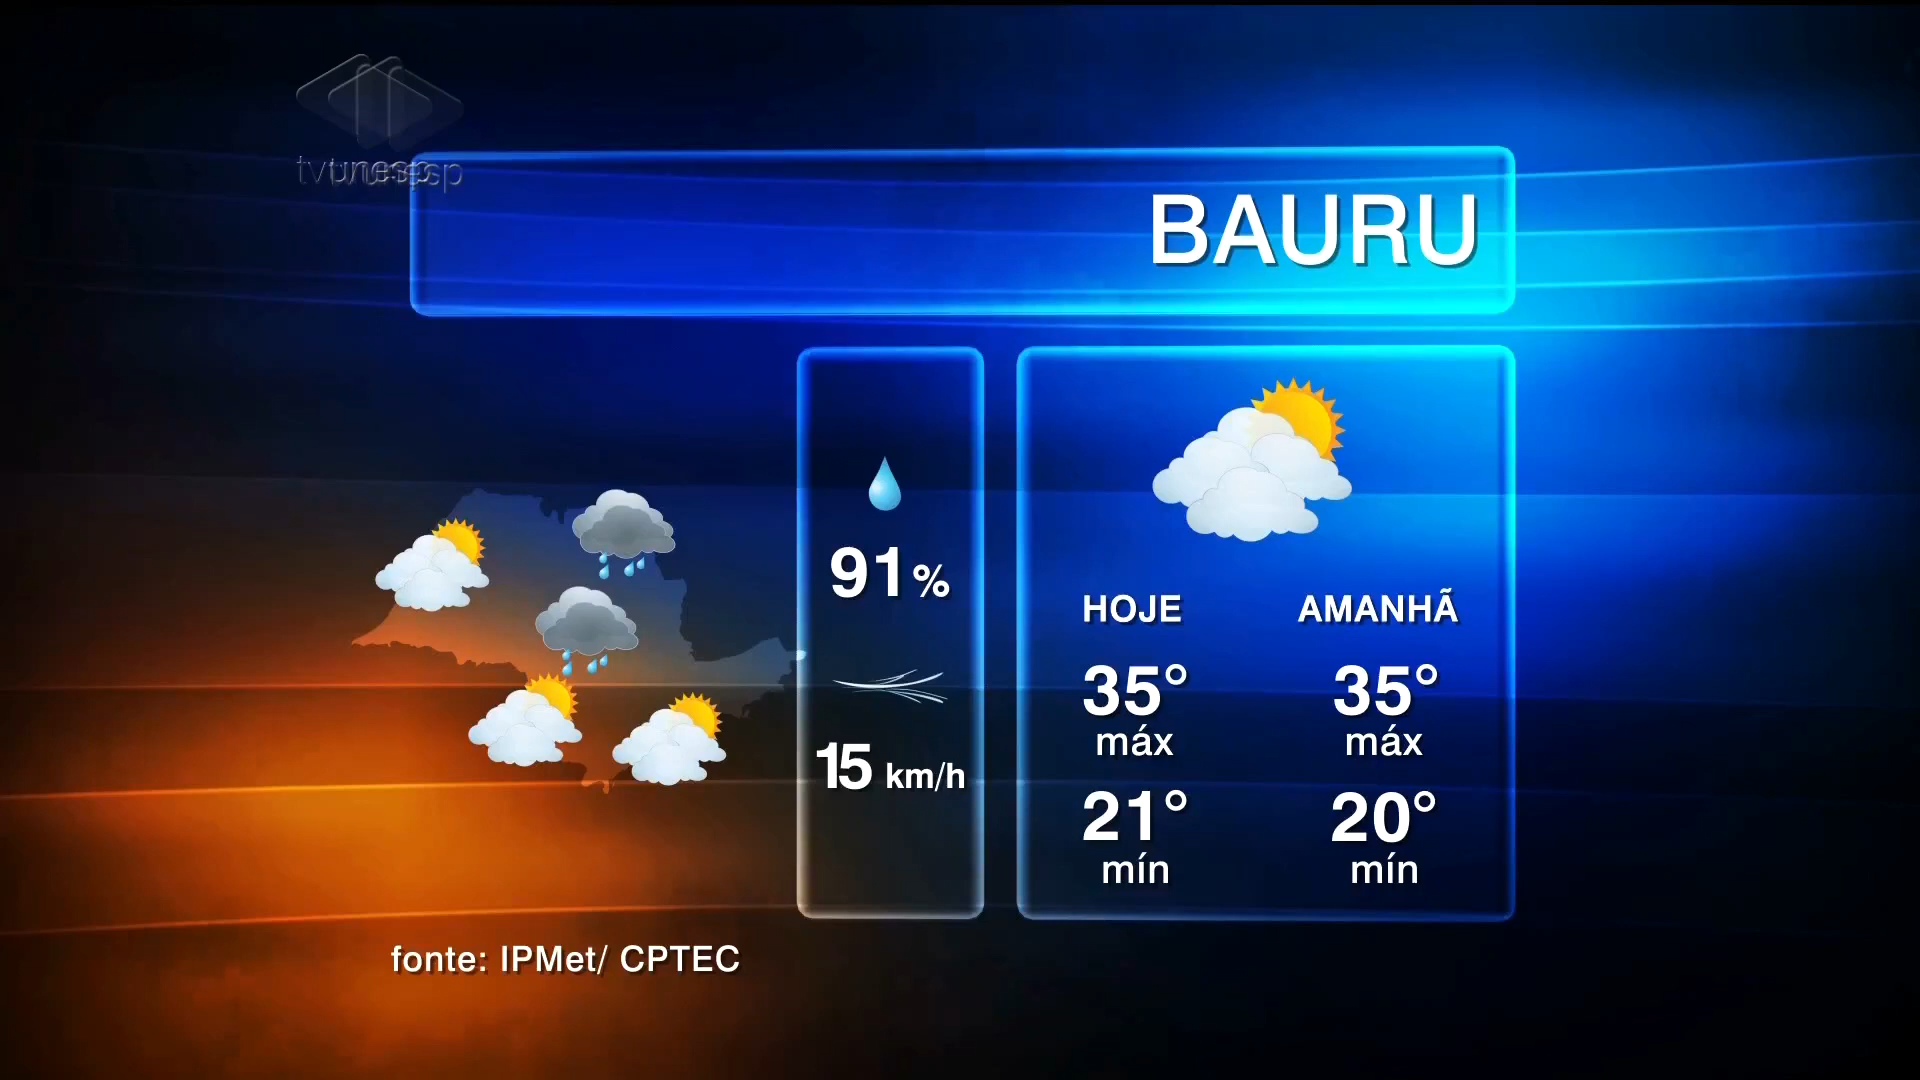 tvunesp
BAURU
91%
15 km/h
HOJE AMANHÃ
35° 35°
máx máx
21° 20°
mín mín
fonte: IPMet/ CPTEC